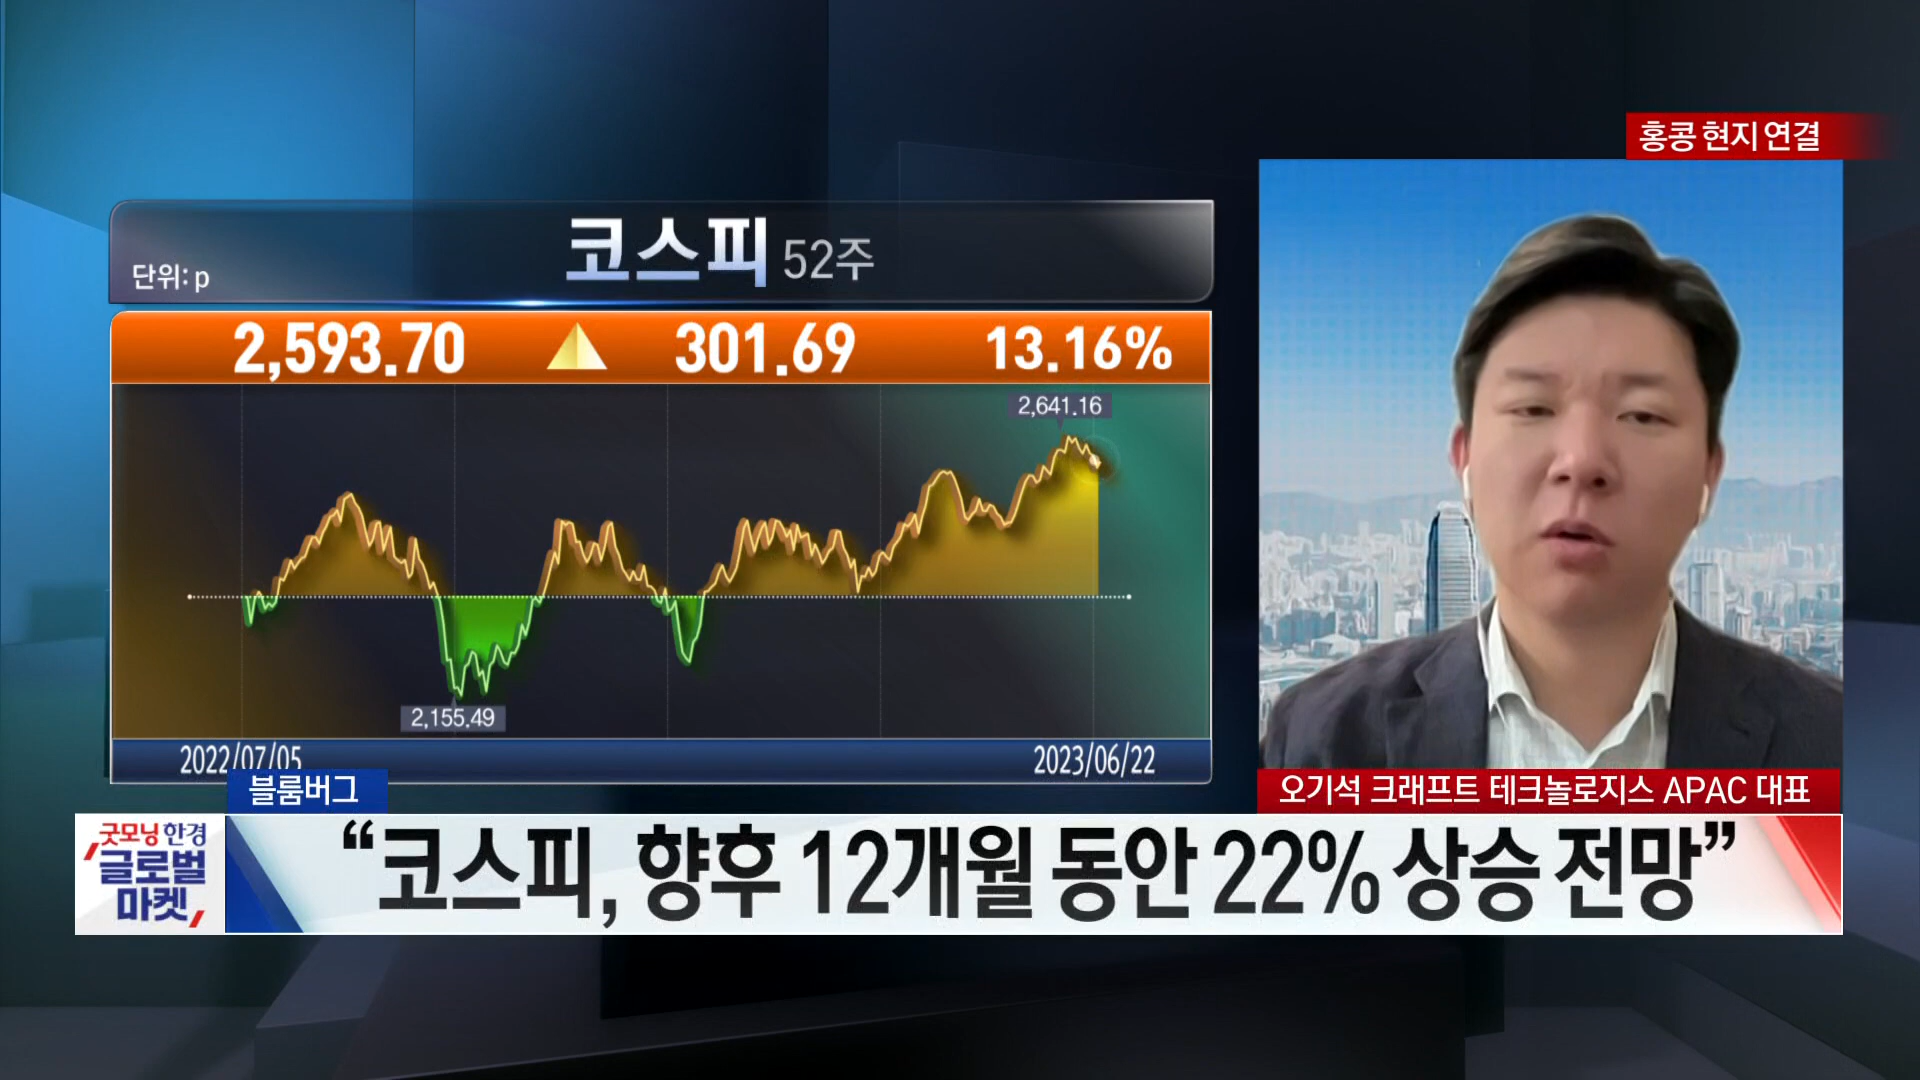 홍콩 현지 연결
코스피 52주
단위: p
2,593.70 ▲ 301.69 13.16%
2,641.16
2,155.49
2022/07/05 2023/06/22
블룸버그
오기석 크래프트 테크놀로지스 APAC 대표
굿모닝 한경
글로벌
마켓
“코스피, 향후 12개월 동안 22% 상승 전망”